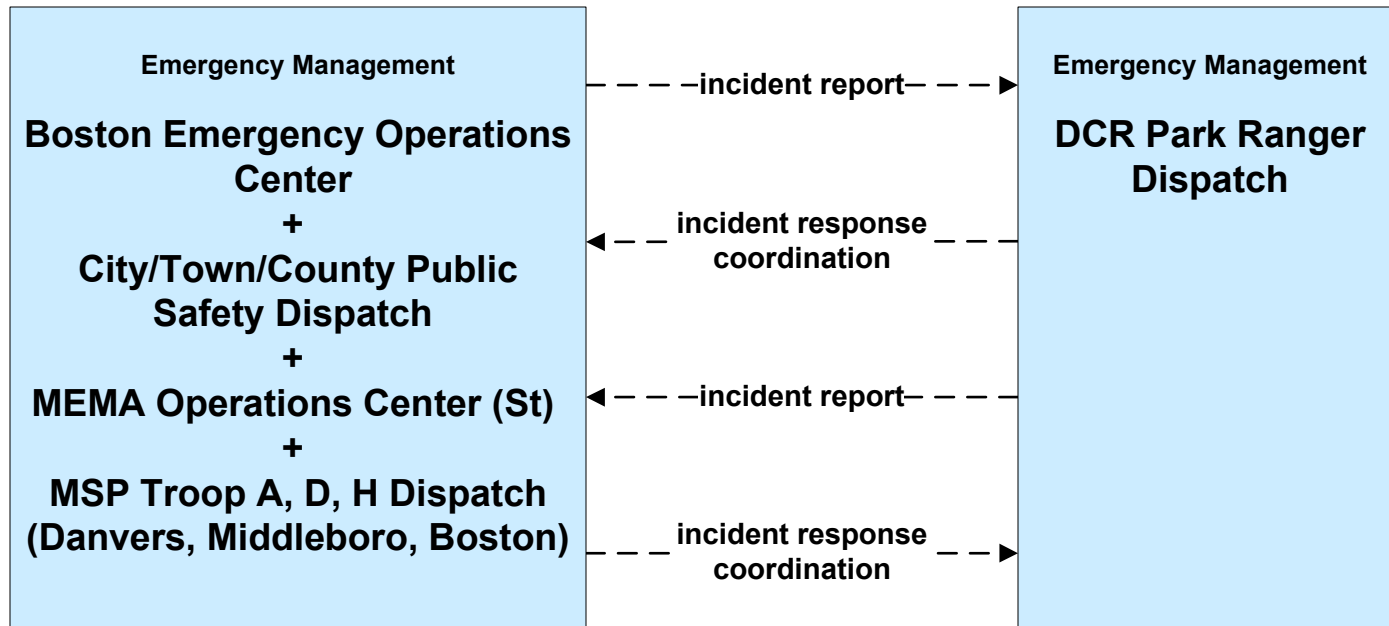 Emergency Management
Boston Emergency Operations
Center
+
City/Town/County Public
Safety Dispatch
+
MEMA Operations Center (St)
+
MSP Troop A, D, H Dispatch
(Danvers, Middleboro, Boston)
incident report
incident response
coordination
incident report
incident response
coordination
Emergency Management
DCR Park Ranger
Dispatch